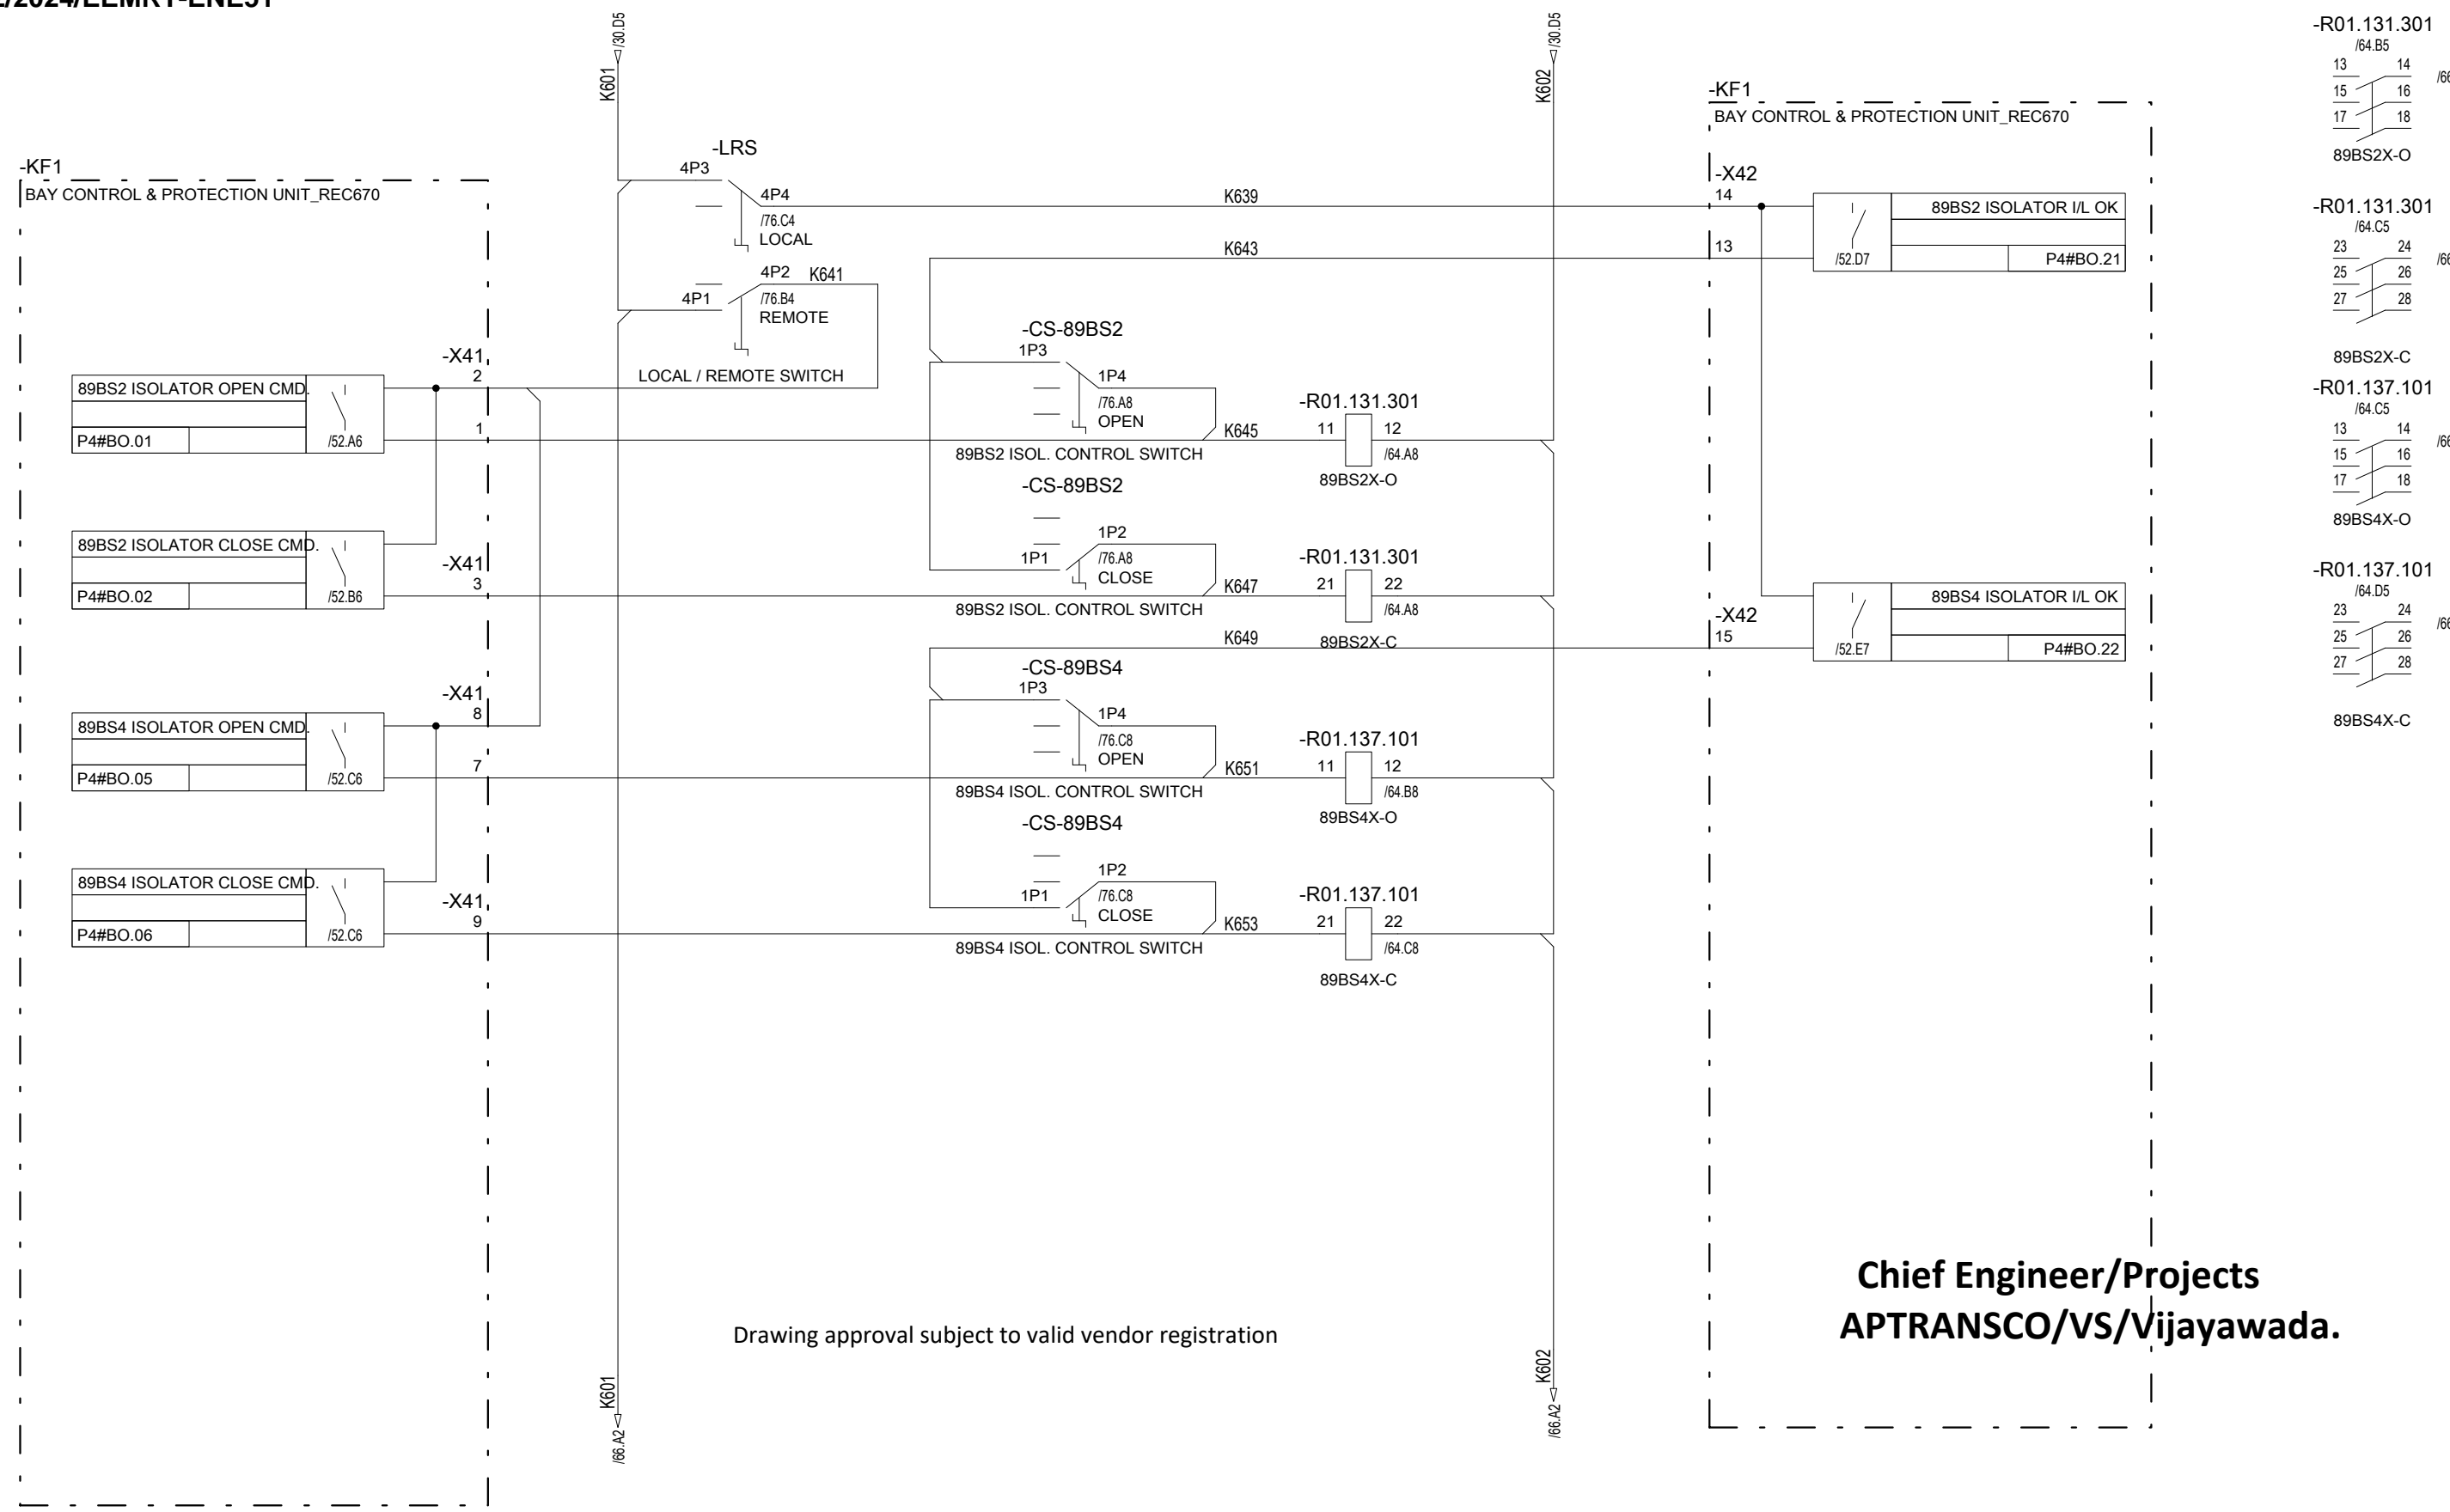 /30.D5
K601
/30.D5
K602
-KF1
BAY CONTROL & PROTECTION UNIT_REC670
89BS2 ISOLATOR OPEN CMD.
P4#BO.01
/52.A6
-X41
2
1
89BS2 ISOLATOR CLOSE CMD.
P4#BO.02
/52.B6
-X41
3
89BS4 ISOLATOR OPEN CMD.
P4#BO.05
/52.C6
-X41
8
7
89BS4 ISOLATOR CLOSE CMD.
P4#BO.06
/52.C6
-X41
9
-LRS
4P3
4P4
/76.C4
LOCAL
4P2
K641
4P1
/76.B4
REMOTE
LOCAL / REMOTE SWITCH
K639
K643
-CS-89BS2
1P3
1P4
/76.A8
OPEN
K645
89BS2 ISOL. CONTROL SWITCH
-R01.131.301
11
12
/64.A8
89BS2X-O
-CS-89BS2
1P2
1P1
/76.A8
CLOSE
K647
89BS2 ISOL. CONTROL SWITCH
-R01.131.301
21
22
/64.A8
89BS2X-C
K649
-CS-89BS4
1P3
1P4
/76.C8
OPEN
K651
89BS4 ISOL. CONTROL SWITCH
-R01.137.101
11
12
/64.B8
89BS4X-O
-CS-89BS4
1P2
1P1
/76.C8
CLOSE
K653
89BS4 ISOL. CONTROL SWITCH
-R01.137.101
21
22
/64.C8
89BS4X-C
-KF1
BAY CONTROL & PROTECTION UNIT_REC670
-X42
14
13
/52.D7
89BS2 ISOLATOR I/L OK
P4#BO.21
-X42
15
/52.E7
89BS4 ISOLATOR I/L OK
P4#BO.22
-R01.131.301
/64.B5
13 14
15 16
17 18
89BS2X-O
-R01.131.301
/64.C5
23 24
25 26
27 28
89BS2X-C
-R01.137.101
/64.C5
13 14
15 16
17 18
89BS4X-O
-R01.137.101
/64.D5
23 24
25 26
27 28
89BS4X-C
Chief Engineer/Projects
APTRANSCO/VS/Vijayawada.
Drawing approval subject to valid vendor registration
K601
/66.A2
K602
/66.A2